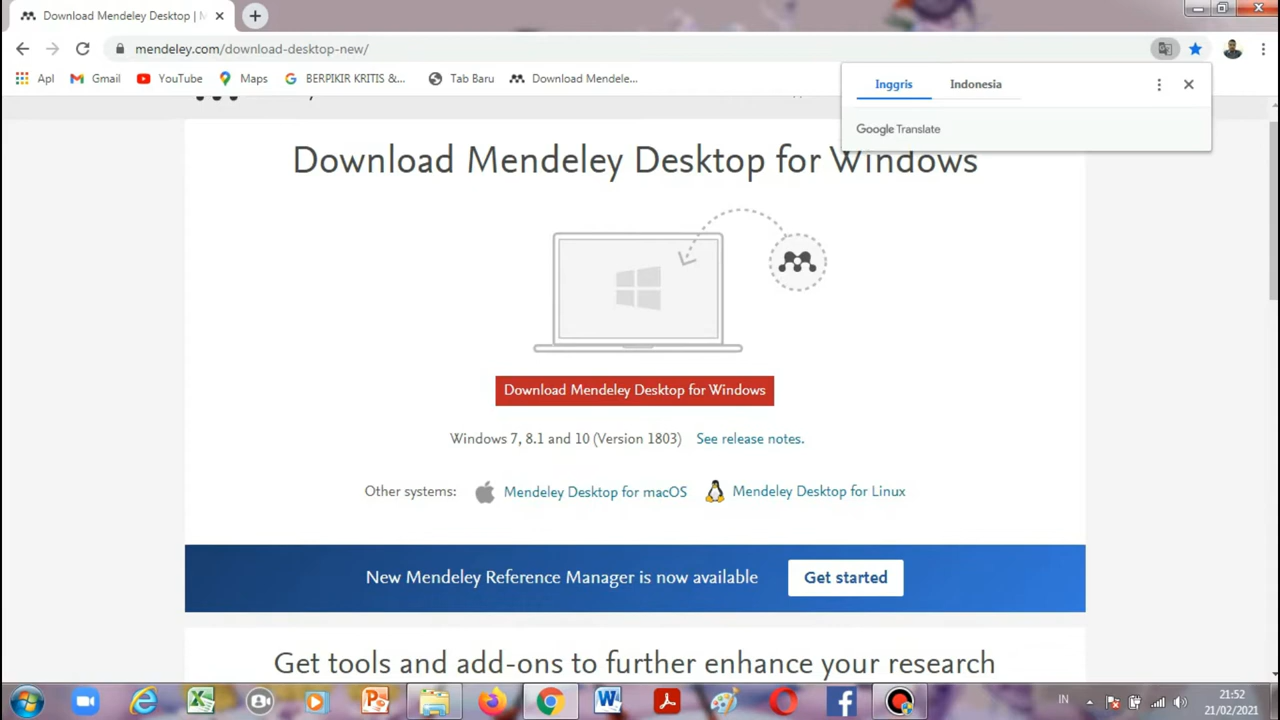 Download Mendeley Desktop | M
mendeley.com/download-desktop-new/
Apl
Gmail
YouTube
Maps
BERPIKIR KRITIS &...
Tab Baru
Download Mendele...
Inggris
Indonesia
Google Translate
Download Mendeley Desktop for Windows
Download Mendeley Desktop for Windows
Windows 7, 8.1 and 10 (Version 1803) See release notes.
Other systems: Mendeley Desktop for macOS Mendeley Desktop for Linux
New Mendeley Reference Manager is now available
Get started
Get tools and add-ons to further enhance your research
IN
21:52
21/02/2021